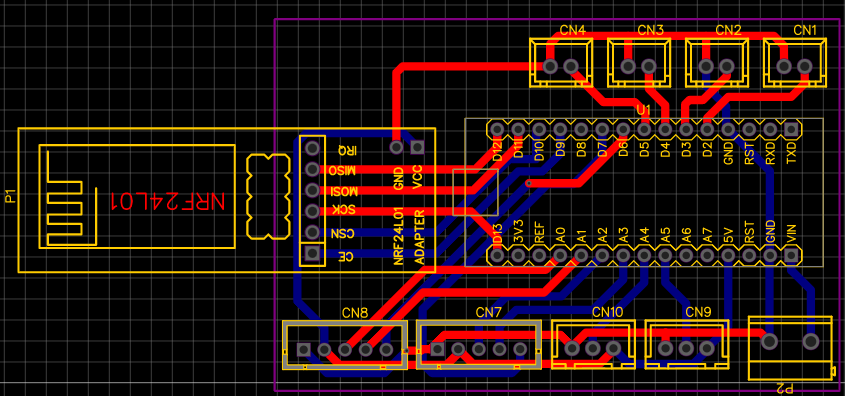 CN4 CN3 CN2 CN1
U1
D12 D11 D10 D9 D8 D7 D6 D5 D4 D3 D2 GND RST RXD TXD
IRQ
MISO
MOSI
SCK
CSN
CE
GND VCC
P1
NRF24L01
NRF24L01
ADAPTER
D13 3V3 REF A0 A1 A2 A3 A4 A5 A6 A7 5V RST GND VIN
CN8 CN7 CN10 CN9
P2